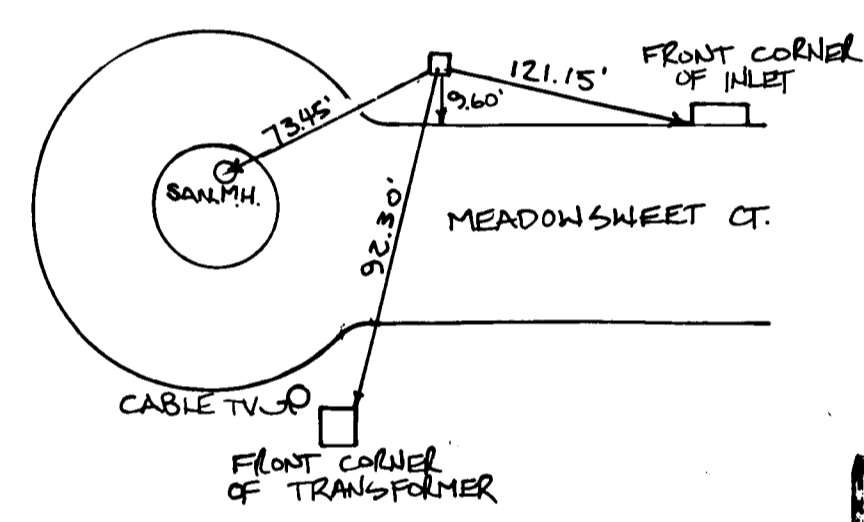 FRONT CORNER
OF INLET
121.15'
9.60'
73.45'
SAN.M.H.
92.30'
MEADOWSWEET CT.
CABLE TV
FRONT CORNER
OF TRANSFORMER